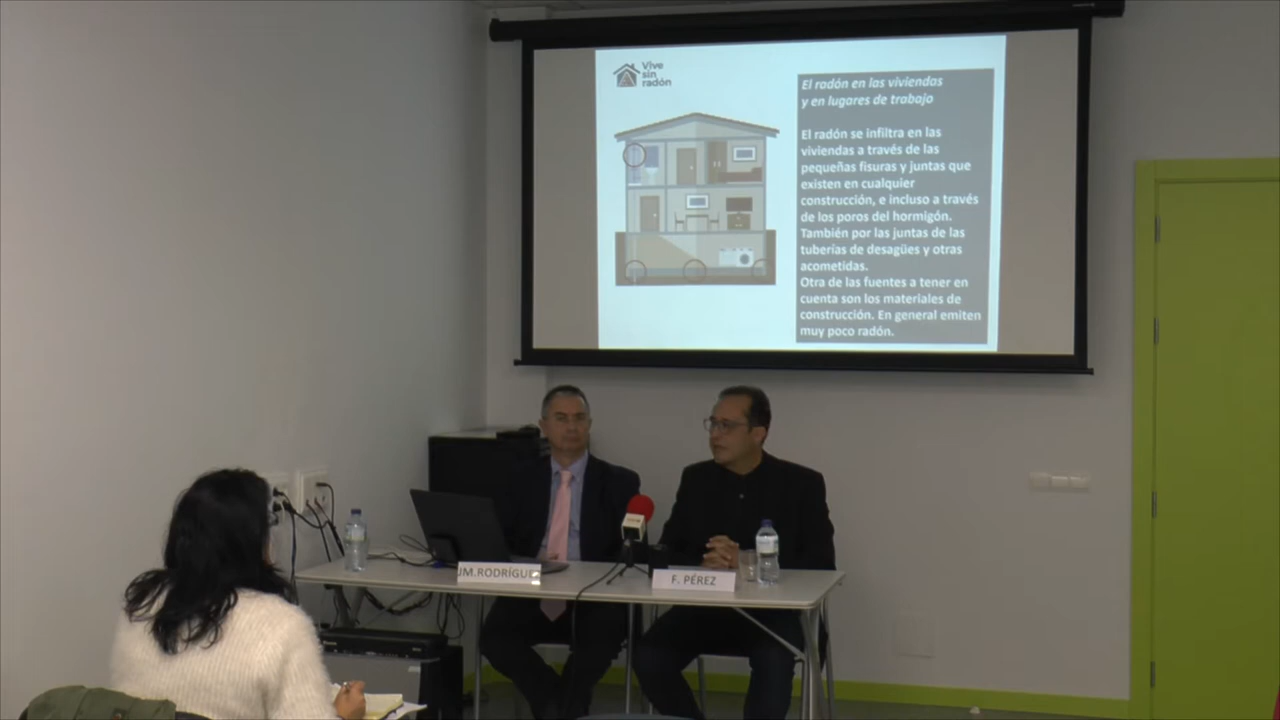 Vive
sin
radón
El radón en las viviendas
y en lugares de trabajo
El radón se infiltra en las
viviendas a través de las
pequeñas fisuras y juntas que
existen en cualquier
construcción, e incluso a través
de los poros del hormigón.
También por las juntas de las
tuberías de desagües y otras
acometidas.
Otra de las fuentes a tener en
cuenta son los materiales de
construcción. En general emiten
muy poco radón.
JM.RODRÍGUE
F. PÉREZ